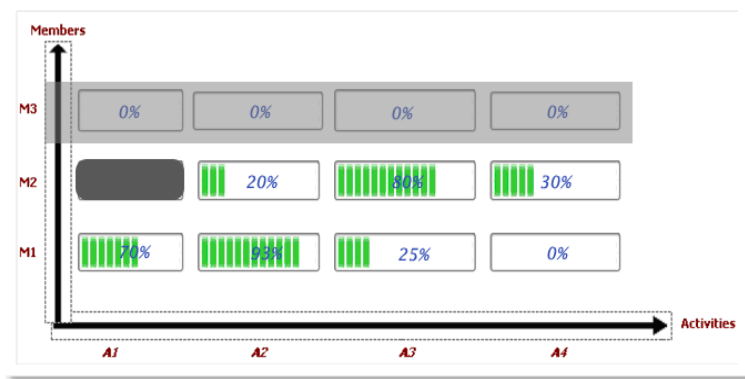 Members
M3 0% 0% 0% 0%
M2 20% 80% 30%
M1 70% 93% 25% 0%
Activities
A1 A2 A3 A4